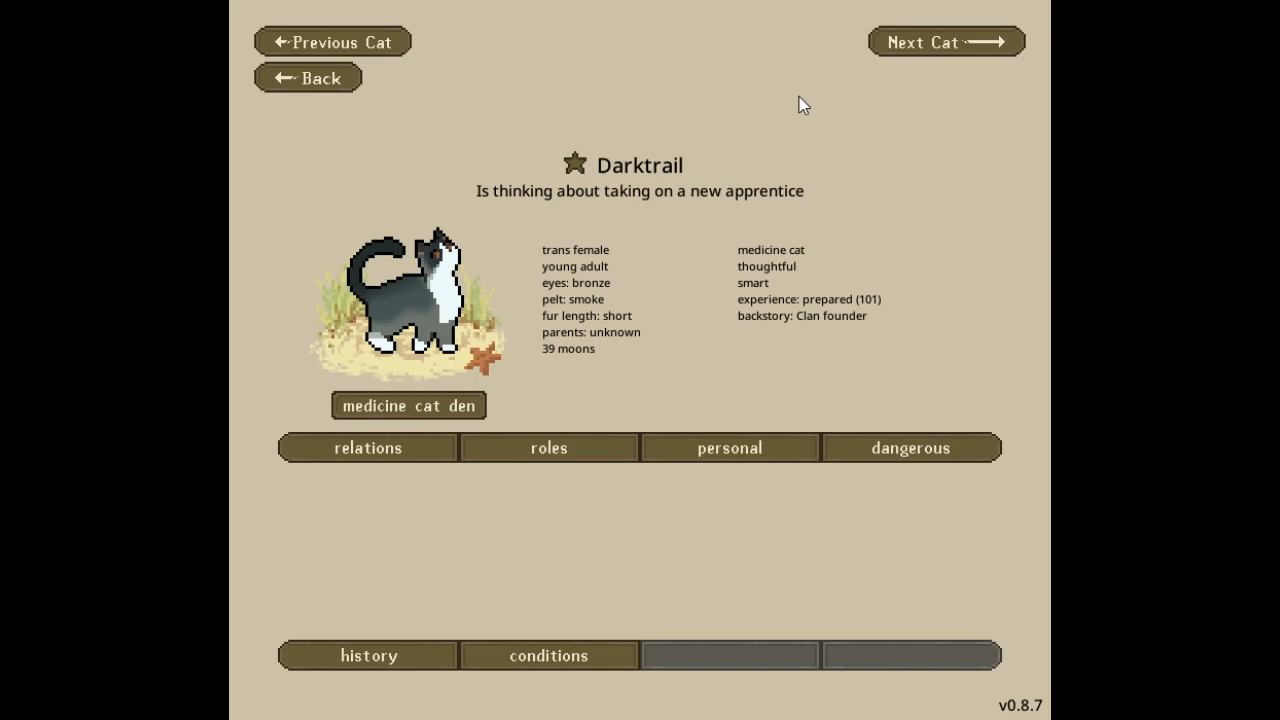 Previous Cat
Next Cat
Back
Darktrail
Is thinking about taking on a new apprentice
trans female
young adult
eyes: bronze
pelt: smoke
fur length: short
parents: unknown
39 moons
medicine cat
thoughtful
smart
experience: prepared (101)
backstory: Clan founder
medicine cat den
relations
roles
personal
dangerous
history
conditions
v0.8.7